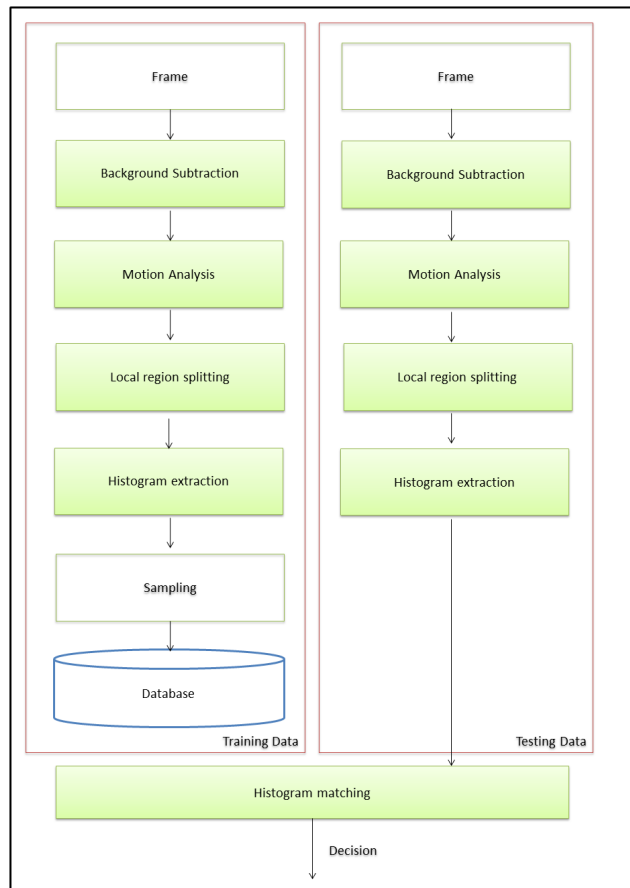 Frame
Background Subtraction
Motion Analysis
Local region splitting
Histogram extraction
Sampling
Database
Training Data
Frame
Background Subtraction
Motion Analysis
Local region splitting
Histogram extraction
Testing Data
Histogram matching
Decision